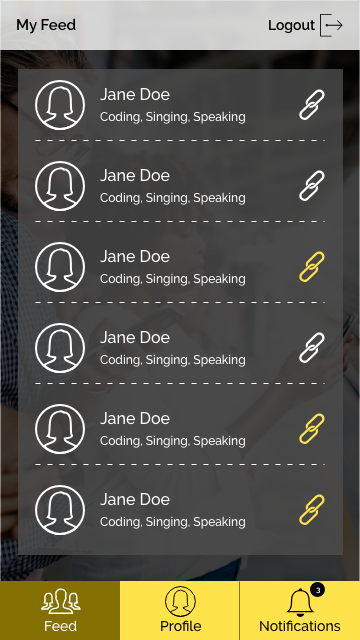 My Feed
Logout
Jane Doe
Coding, Singing, Speaking
Jane Doe
Coding, Singing, Speaking
Jane Doe
Coding, Singing, Speaking
Jane Doe
Coding, Singing, Speaking
Jane Doe
Coding, Singing, Speaking
Jane Doe
Coding, Singing, Speaking
3
Feed
Profile
Notifications